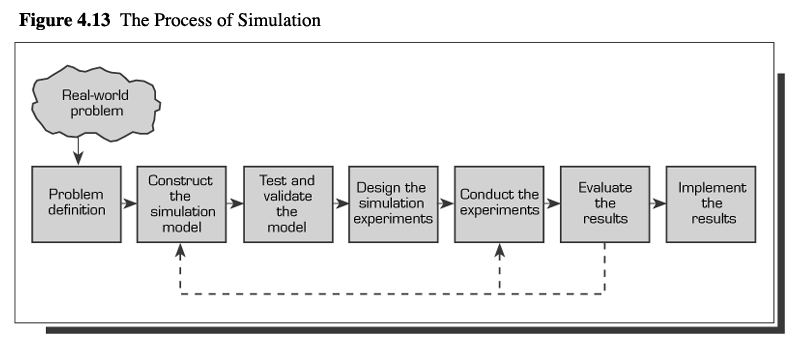 Figure 4.13 The Process of Simulation
Real-world
problem
Problem
definition
Construct
the
simulation
model
Test and
validate
the
model
Design the
simulation
experiments
Conduct the
experiments
Evaluate
the
results
Implement
the
results